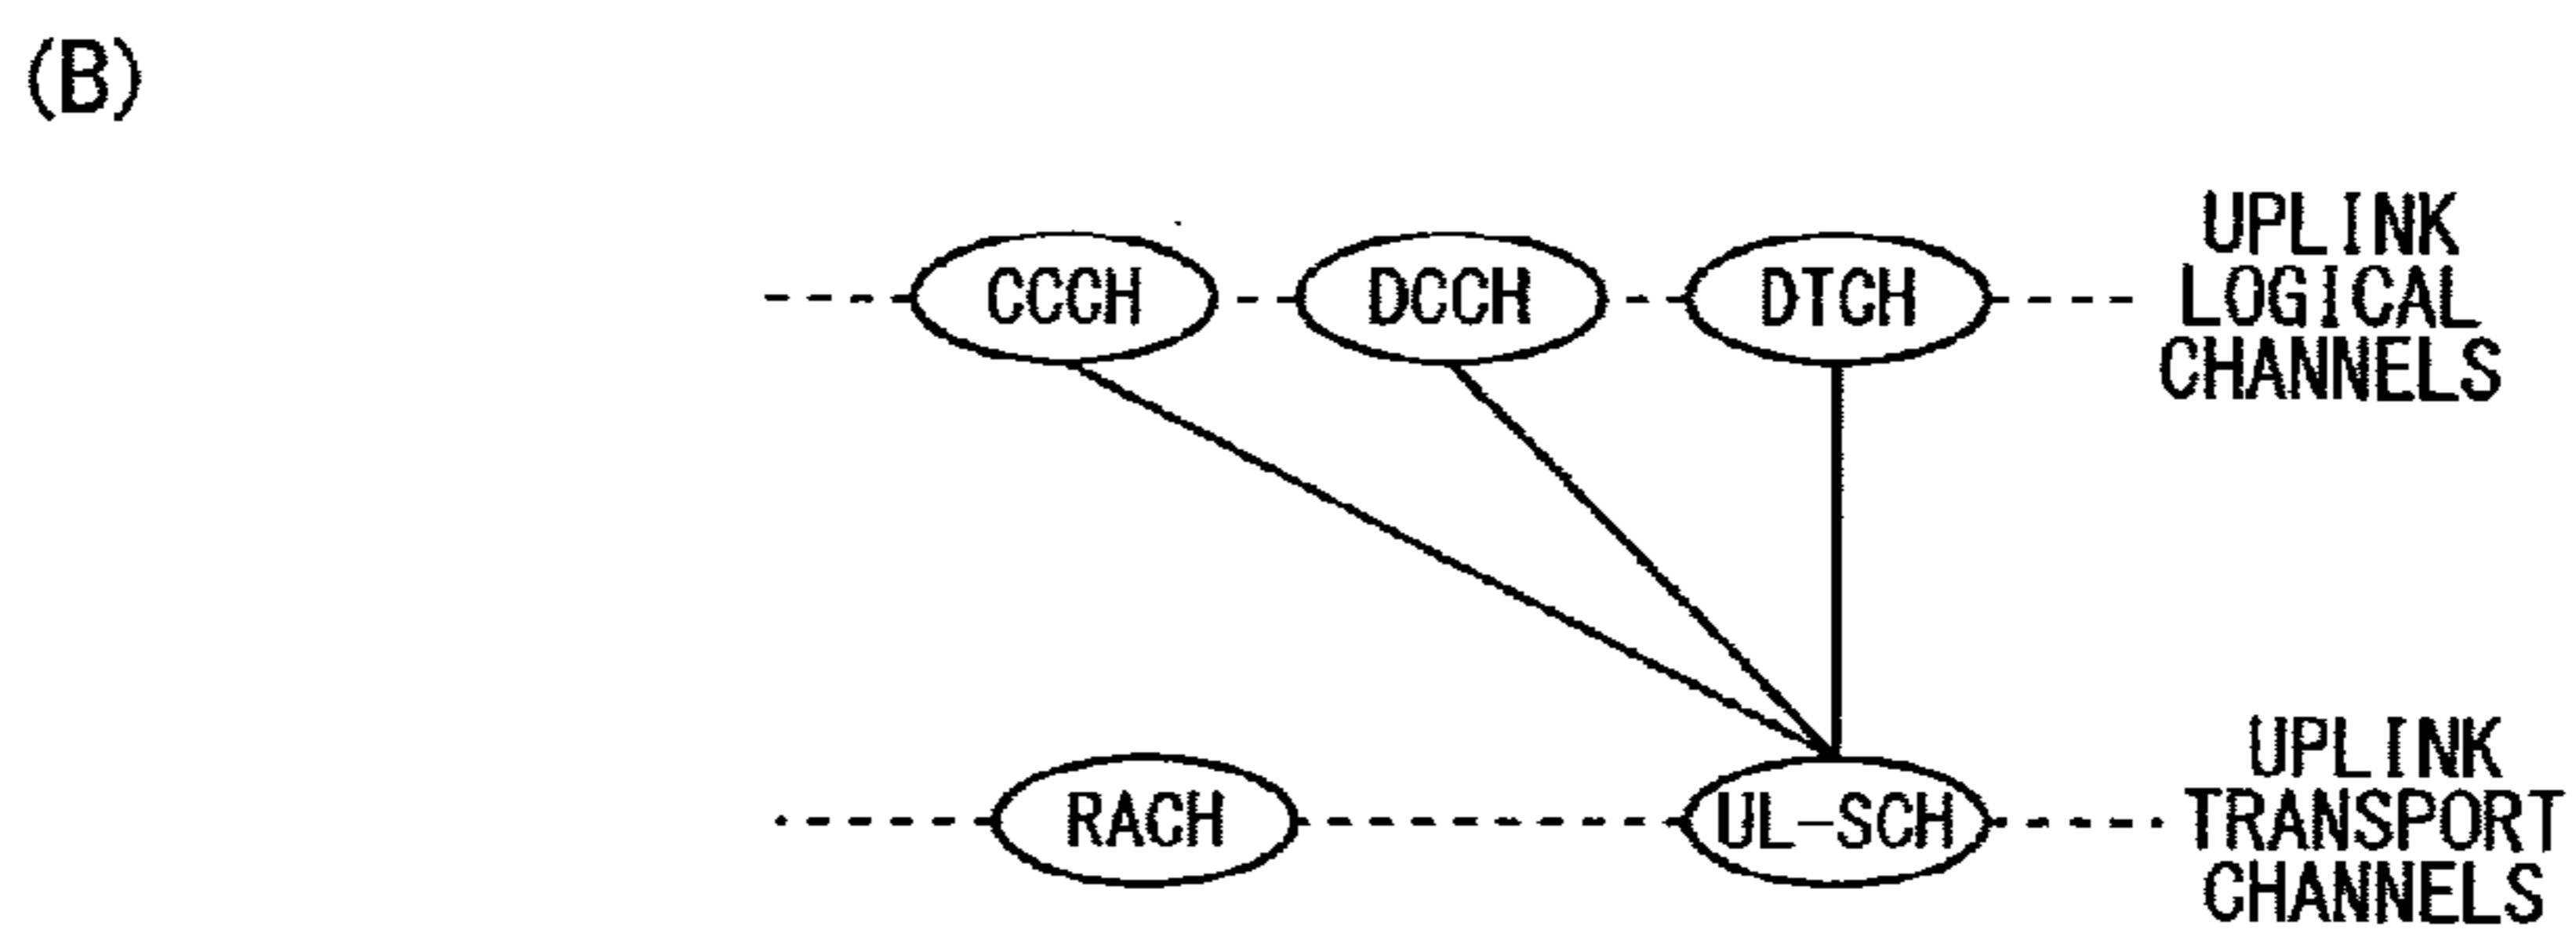 (B)
CCCH
DCCH
DTCH
UPLINK
LOGICAL
CHANNELS
RACH
UL-SCH
UPLINK
TRANSPORT
CHANNELS